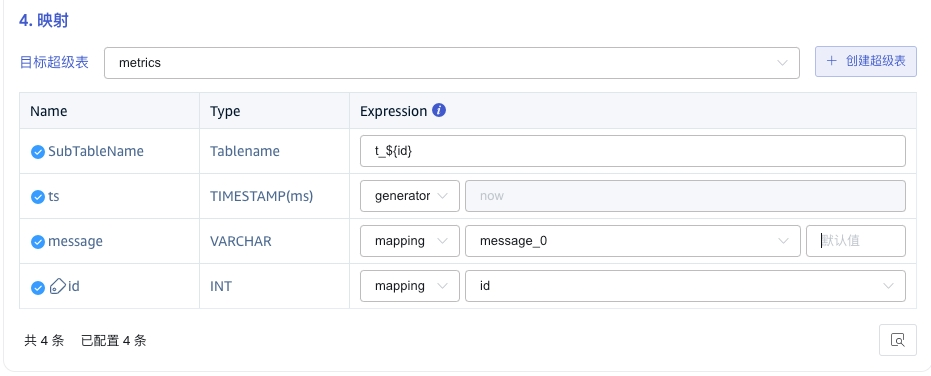 4. 映射
目标超级表 metrics + 创建超级表
Name Type Expression i
SubTableName Tablename t_${id}
ts TIMESTAMP(ms) generator now
message VARCHAR mapping message_0 默认值
id INT mapping id
共 4 条 已配置 4 条